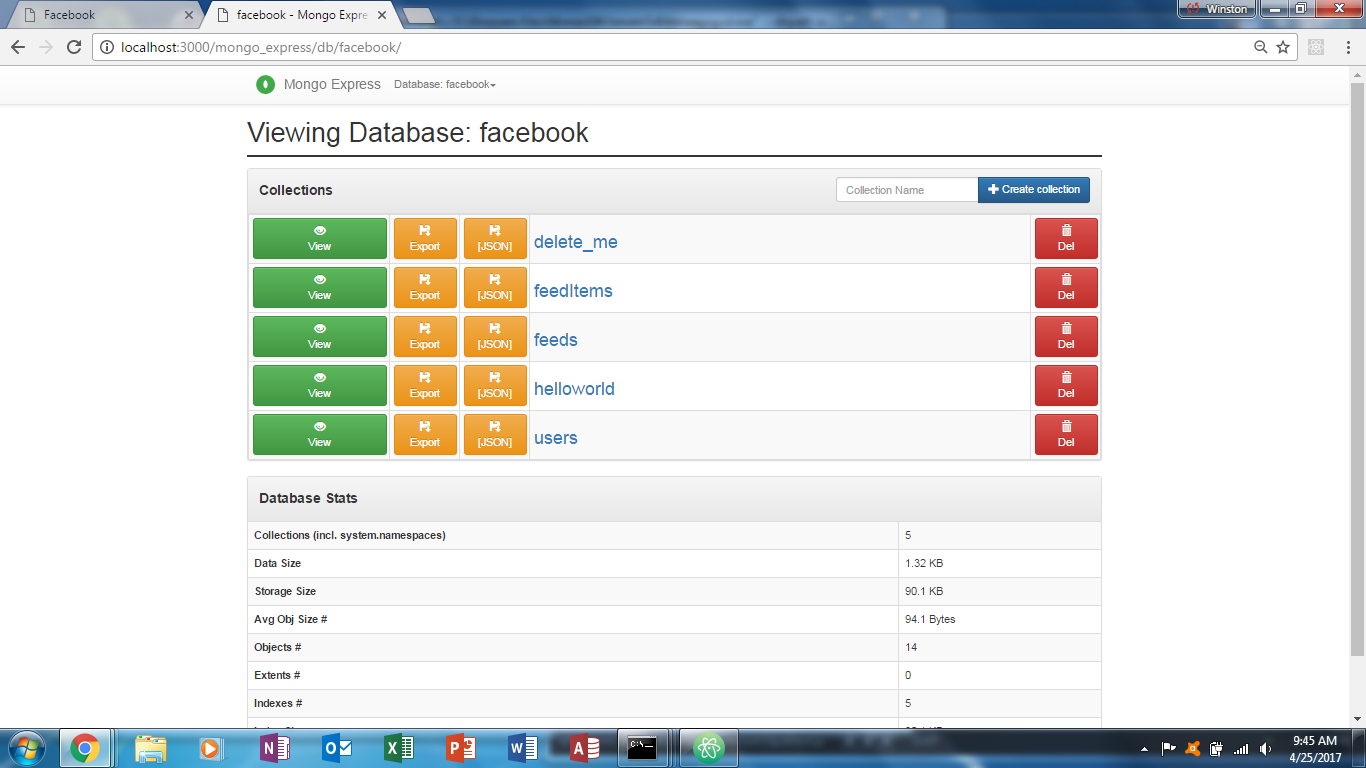 Facebook
facebook - Mongo Expre
Winston
localhost:3000/mongo_express/db/facebook/
Mongo Express Database: facebook
Viewing Database: facebook
Collections Collection Name Create collection
View Export [JSON] delete_me Del
View Export [JSON] feedItems Del
View Export [JSON] feeds Del
View Export [JSON] helloworld Del
View Export [JSON] users Del
Database Stats
Collections (incl. system.namespaces) 5
Data Size 1.32 KB
Storage Size 90.1 KB
Avg Obj Size # 94.1 Bytes
Objects # 14
Extents # 0
Indexes # 5
9:45 AM
4/25/2017